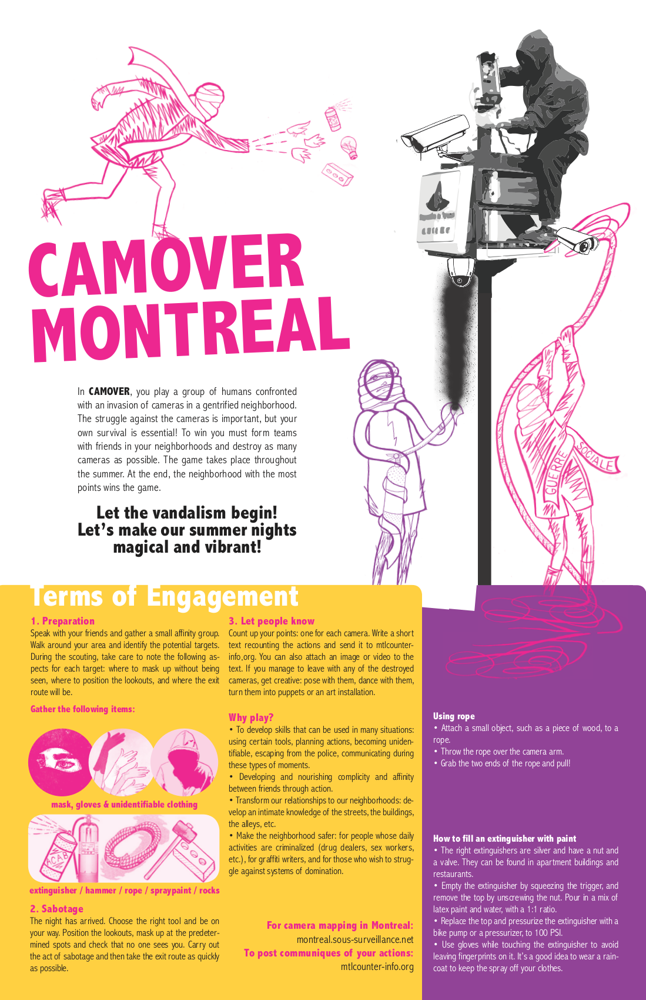 CAMOVER
MONTREAL
In CAMOVER, you play a group of humans confronted
with an invasion of cameras in a gentrified neighborhood.
The struggle against the cameras is important, but your
own survival is essential! To win you must form teams
with friends in your neighborhoods and destroy as many
cameras as possible. The game takes place throughout
the summer. At the end, the neighborhood with the most
points wins the game.
Let the vandalism begin!
Let's make our summer nights
magical and vibrant!
GUERRE
SOCIALE
Terms of Engagement
1. Preparation
Speak with your friends and gather a small affinity group.
Walk around your area and identify the potential targets.
During the scouting, take care to note the following as-
pects for each target: where to mask up without being
seen, where to position the lookouts, and where the exit
route will be.
Gather the following items:
mask, gloves & unidentifiable clothing
ACAB
extinguisher / hammer / rope / spraypaint / rocks
2. Sabotage
The night has arrived. Choose the right tool and be on
your way. Position the lookouts, mask up at the predeter-
mined spots and check that no one sees you. Carry out
the act of sabotage and then take the exit route as quickly
as possible.
3. Let people know
Count up your points: one for each camera. Write a short
text recounting the actions and send it to mtlcounter-
info.org. You can also attach an image or video to the
text. If you manage to leave with any of the destroyed
cameras, get creative: pose with them, dance with them,
turn them into puppets or an art installation.
Why play?
• To develop skills that can be used in many situations:
using certain tools, planning actions, becoming uniden-
tifiable, escaping from the police, communicating during
these types of moments.
• Developing and nourishing complicity and affinity
between friends through action.
• Transform our relationships to our neighborhoods: de-
velop an intimate knowledge of the streets, the buildings,
the alleys, etc.
• Make the neighborhood safer: for people whose daily
activities are criminalized (drug dealers, sex workers,
etc.), for graffiti writers, and for those who wish to strug-
gle against systems of domination.
For camera mapping in Montreal:
montreal.sous-surveillance.net
To post communiques of your actions:
mtlcounter-info.org
Using rope
• Attach a small object, such as a piece of wood, to a
rope.
• Throw the rope over the camera arm.
• Grab the two ends of the rope and pull!
How to fill an extinguisher with paint
• The right extinguishers are silver and have a nut and
a valve. They can be found in apartment buildings and
restaurants.
• Empty the extinguisher by squeezing the trigger, and
remove the top by unscrewing the nut. Pour in a mix of
latex paint and water, with a 1:1 ratio.
• Replace the top and pressurize the extinguisher with a
bike pump or a pressurizer, to 100 PSI.
• Use gloves while touching the extinguisher to avoid
leaving fingerprints on it. It's a good idea to wear a rain-
coat to keep the spray off your clothes.